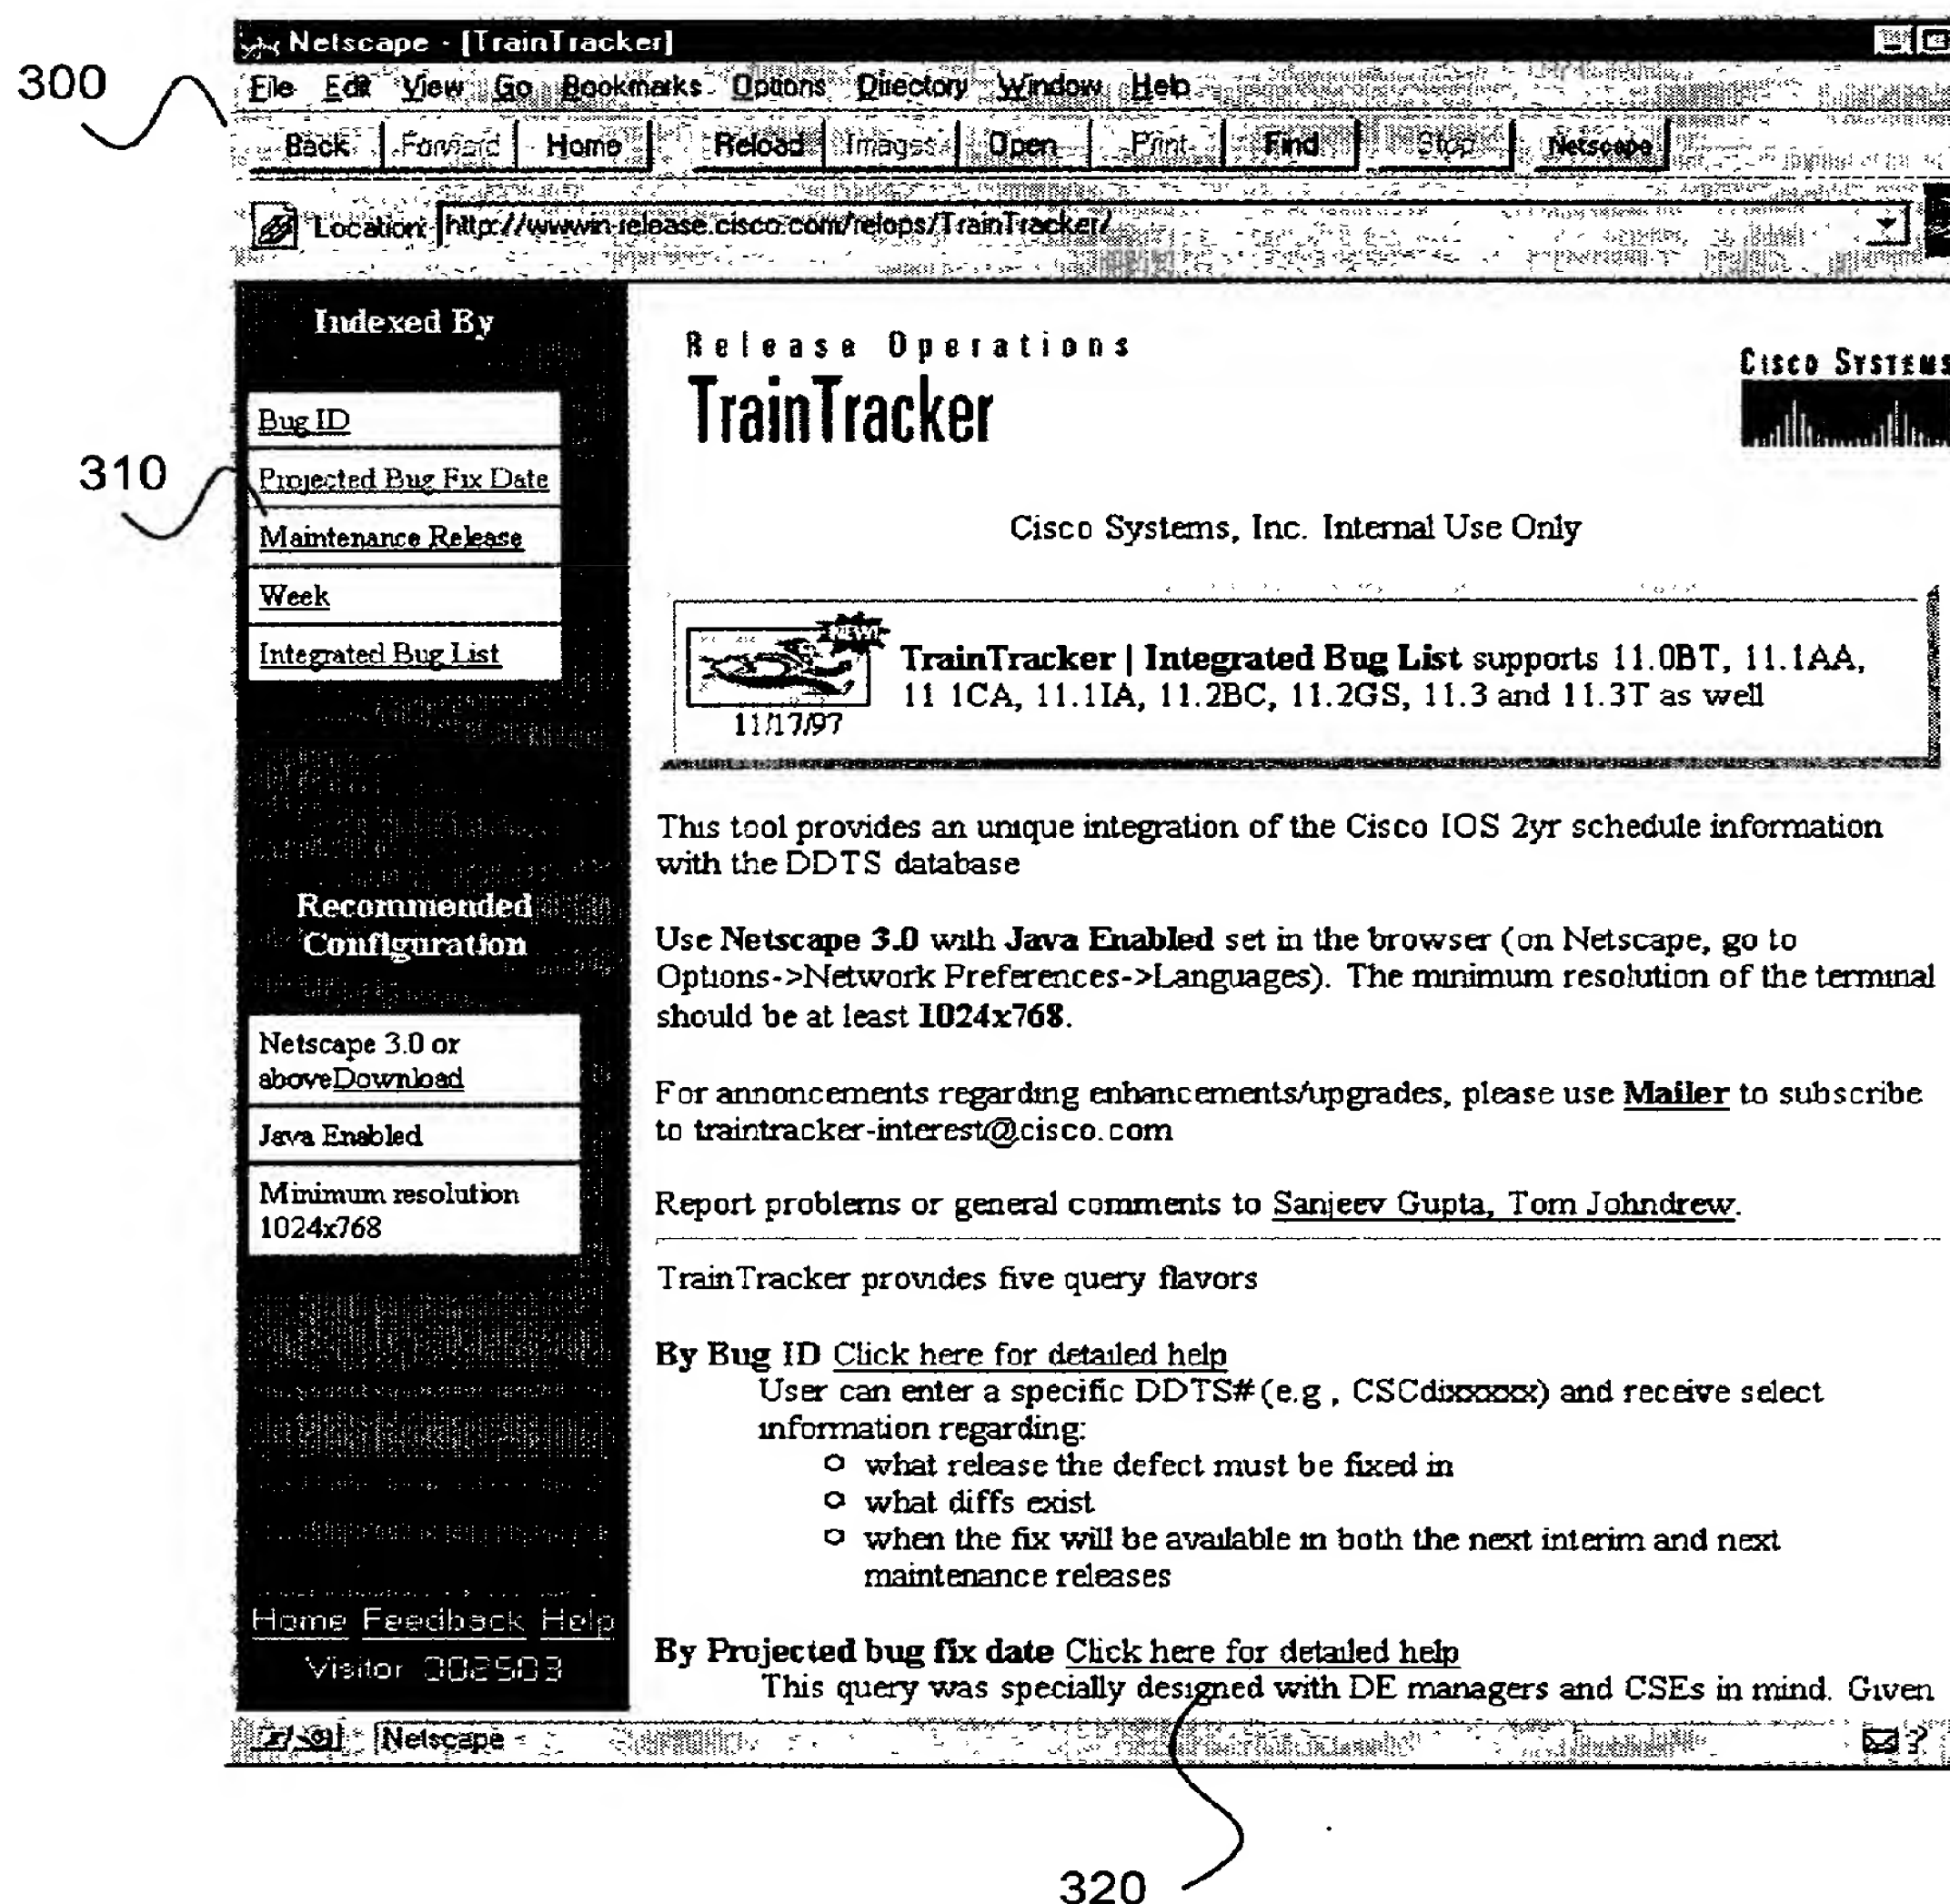 Netscape - [TrainTracker]
300
File Edit View Go Bookmarks Options Directory Window Help
Back Forward Home Reload Images Open Print Find Stop Netscape
Location: http://wwwin-release.cisco.com/relops/TrainTracker/
Indexed By
Bug ID
310
Projected Bug Fix Date
Maintenance Release
Week
Integrated Bug List
Recommended
Configuration
Netscape 3.0 or
aboveDownload
Java Enabled
Minimum resolution
1024x768
Home Feedback Help
Visitor 002503
Release Operations
TrainTracker
CISCO SYSTEMS
Cisco Systems, Inc. Internal Use Only
NEW!
11/17/97
TrainTracker | Integrated Bug List supports 11.0BT, 11.1AA,
11 1CA, 11.1IA, 11.2BC, 11.2GS, 11.3 and 11.3T as well
This tool provides an unique integration of the Cisco IOS 2yr schedule information
with the DDTS database
Use Netscape 3.0 with Java Enabled set in the browser (on Netscape, go to
Options->Network Preferences->Languages). The minimum resolution of the terminal
should be at least 1024x768.
For annoncements regarding enhancements/upgrades, please use Mailer to subscribe
to traintracker-interest@cisco.com
Report problems or general comments to Sanjeev Gupta, Tom Johndrew.
TrainTracker provides five query flavors
By Bug ID Click here for detailed help
User can enter a specific DDTS# (e.g , CSCdixxxxx) and receive select
information regarding:
what release the defect must be fixed in
what diffs exist
when the fix will be available in both the next interim and next
maintenance releases
By Projected bug fix date Click here for detailed help
This query was specially designed with DE managers and CSEs in mind. Given
Netscape
?
320